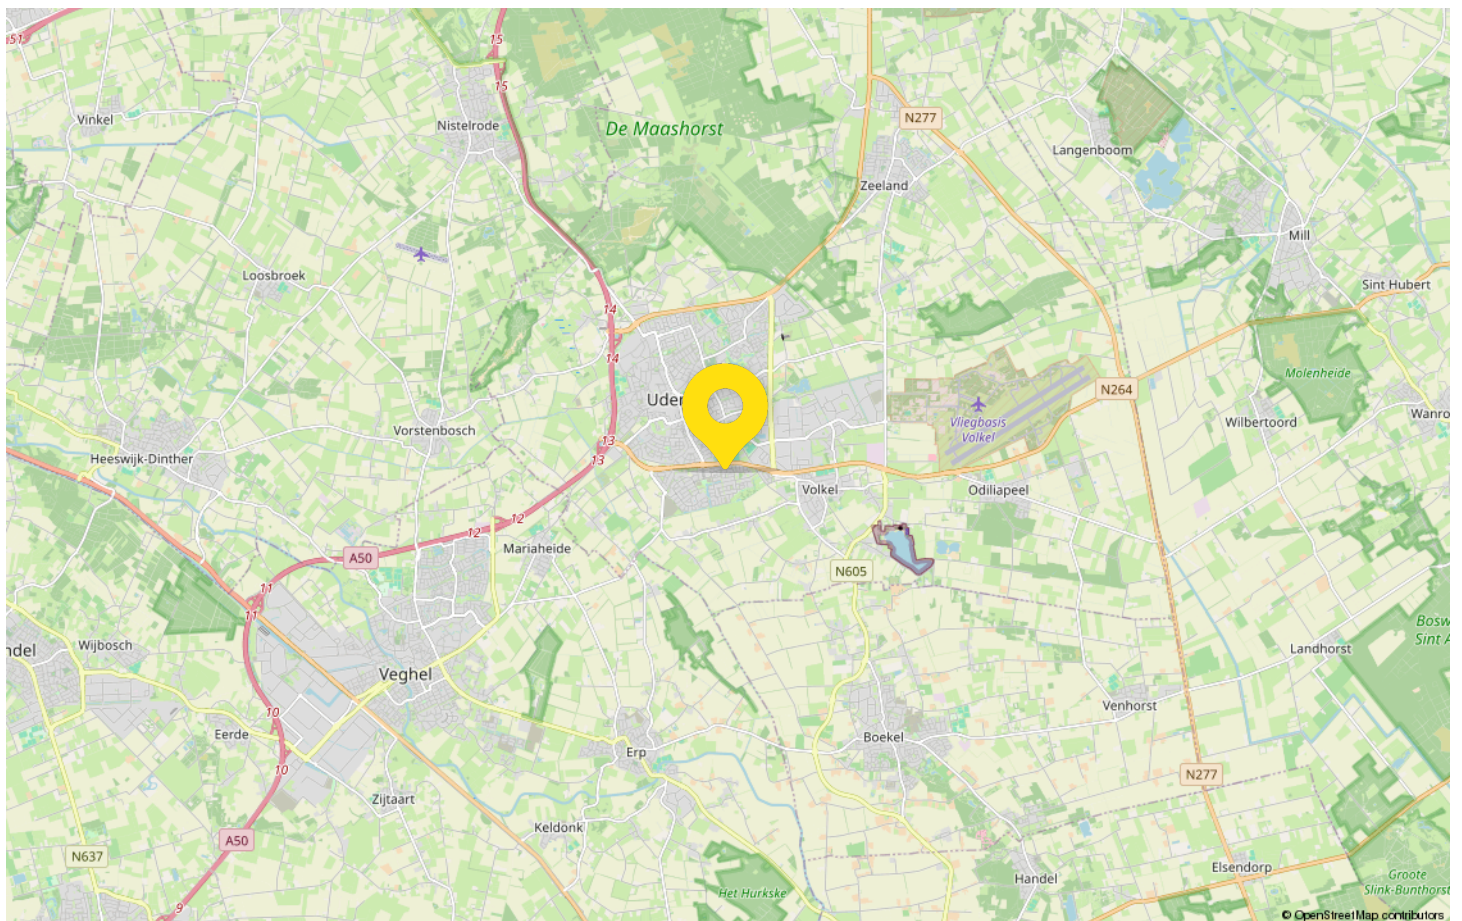 51
15
15
Vinkel
Nistelrode
De Maashorst
N277
Langenboom
Zeeland
Mill
Loosbroek
Sint Hubert
14
14
Molenheide
N264
Uden
Vliegbasis
Volkel
Wanro
Wilbertoord
Vorstenbosch
13
13
Heeswijk-Dinther
Volkel
Odiliapeel
12
12
Mariaheide
A50
N605
11
11
Bosw
Sint A
ndel
Wijbosch
Landhorst
Veghel
Venhorst
10
Eerde
Boekel
Erp
10
N277
Zijtaart
Keldonk
A50
N637
Elsendorp
Handel
Groote
Slink-Bunthorst
Het Hurkske
9
© OpenStreetMap contributors